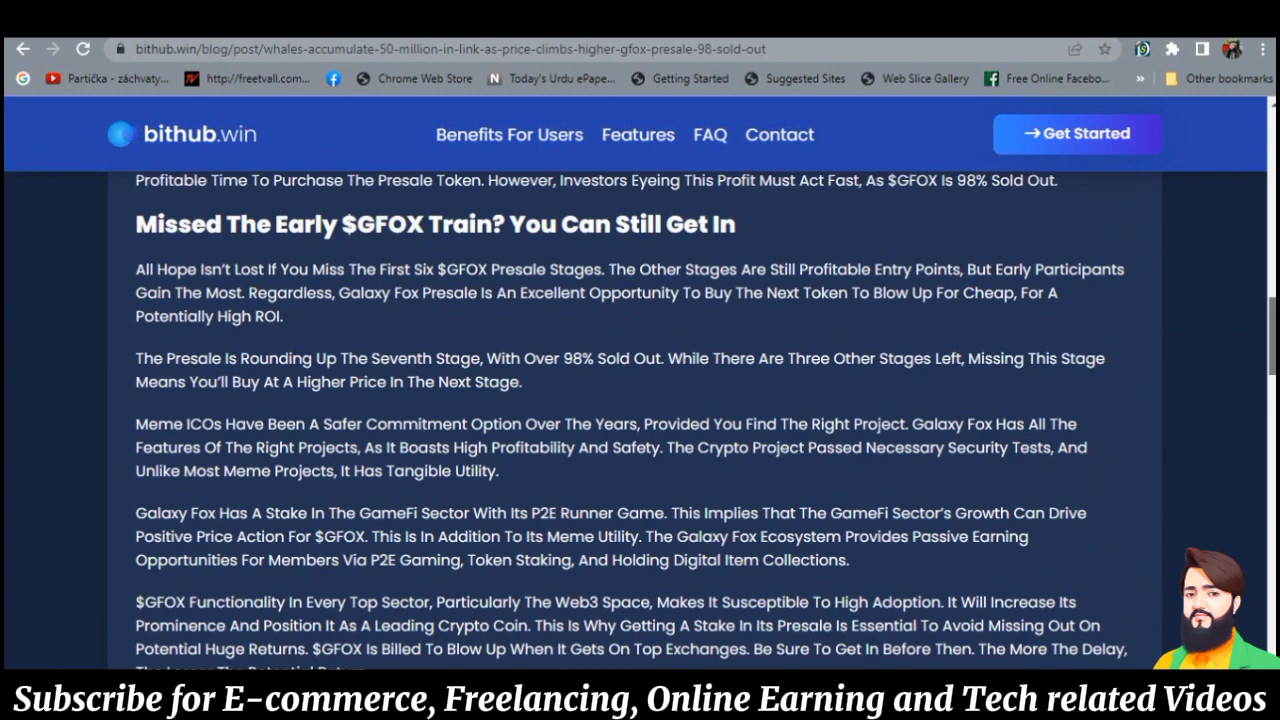 bithub.win/blog/post/whales-accumulate-50-million-in-link-as-price-climbs-higher-gfox-presale-98-sold-out
Partička - záchvaty... http://freetvall.com... Chrome Web Store Today's Urdu ePape... Getting Started Suggested Sites Web Slice Gallery Free Online Facebo... » Other bookmarks
bithub.win Benefits For Users Features FAQ Contact → Get Started
Profitable Time To Purchase The Presale Token. However, Investors Eyeing This Profit Must Act Fast, As $GFOX Is 98% Sold Out.
Missed The Early $GFOX Train? You Can Still Get In
All Hope Isn't Lost If You Miss The First Six $GFOX Presale Stages. The Other Stages Are Still Profitable Entry Points, But Early Participants
Gain The Most. Regardless, Galaxy Fox Presale Is An Excellent Opportunity To Buy The Next Token To Blow Up For Cheap, For A
Potentially High ROI.
The Presale Is Rounding Up The Seventh Stage, With Over 98% Sold Out. While There Are Three Other Stages Left, Missing This Stage
Means You'll Buy At A Higher Price In The Next Stage.
Meme ICOs Have Been A Safer Commitment Option Over The Years, Provided You Find The Right Project. Galaxy Fox Has All The
Features Of The Right Projects, As It Boasts High Profitability And Safety. The Crypto Project Passed Necessary Security Tests, And
Unlike Most Meme Projects, It Has Tangible Utility.
Galaxy Fox Has A Stake In The GameFi Sector With Its P2E Runner Game. This Implies That The GameFi Sector's Growth Can Drive
Positive Price Action For $GFOX. This Is In Addition To Its Meme Utility. The Galaxy Fox Ecosystem Provides Passive Earning
Opportunities For Members Via P2E Gaming, Token Staking, And Holding Digital Item Collections.
$GFOX Functionality In Every Top Sector, Particularly The Web3 Space, Makes It Susceptible To High Adoption. It Will Increase Its
Prominence And Position It As A Leading Crypto Coin. This Is Why Getting A Stake In Its Presale Is Essential To Avoid Missing Out On
Potential Huge Returns. $GFOX Is Billed To Blow Up When It Gets On Top Exchanges. Be Sure To Get In Before Then. The More The Delay,
The Lesser The Potential Return.
Subscribe for E-commerce, Freelancing, Online Earning and Tech related Videos